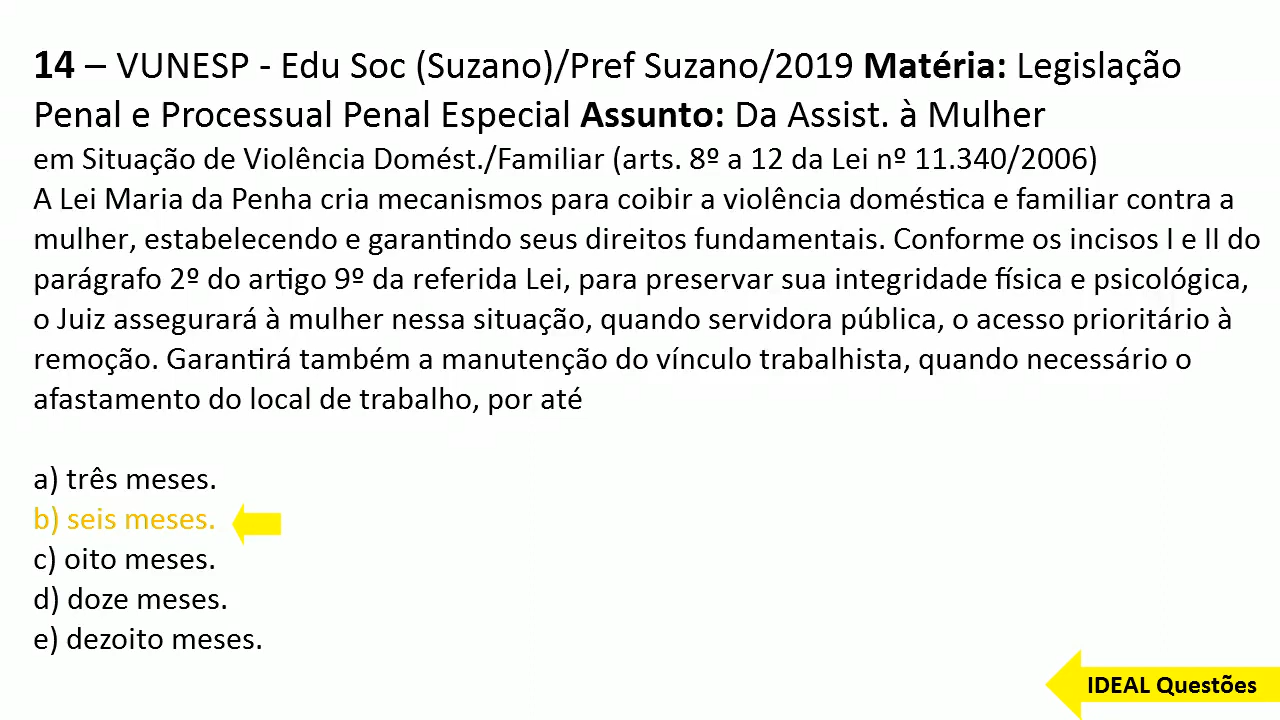 14 – VUNESP - Edu Soc (Suzano)/Pref Suzano/2019 Matéria: Legislação
Penal e Processual Penal Especial Assunto: Da Assist. à Mulher
em Situação de Violência Domést./Familiar (arts. 8º a 12 da Lei nº 11.340/2006)
A Lei Maria da Penha cria mecanismos para coibir a violência doméstica e familiar contra a
mulher, estabelecendo e garantindo seus direitos fundamentais. Conforme os incisos I e II do
parágrafo 2º do artigo 9º da referida Lei, para preservar sua integridade física e psicológica,
o Juiz assegurará à mulher nessa situação, quando servidora pública, o acesso prioritário à
remoção. Garantirá também a manutenção do vínculo trabalhista, quando necessário o
afastamento do local de trabalho, por até
a) três meses.
b) seis meses.
c) oito meses.
d) doze meses.
e) dezoito meses.
IDEAL Questões